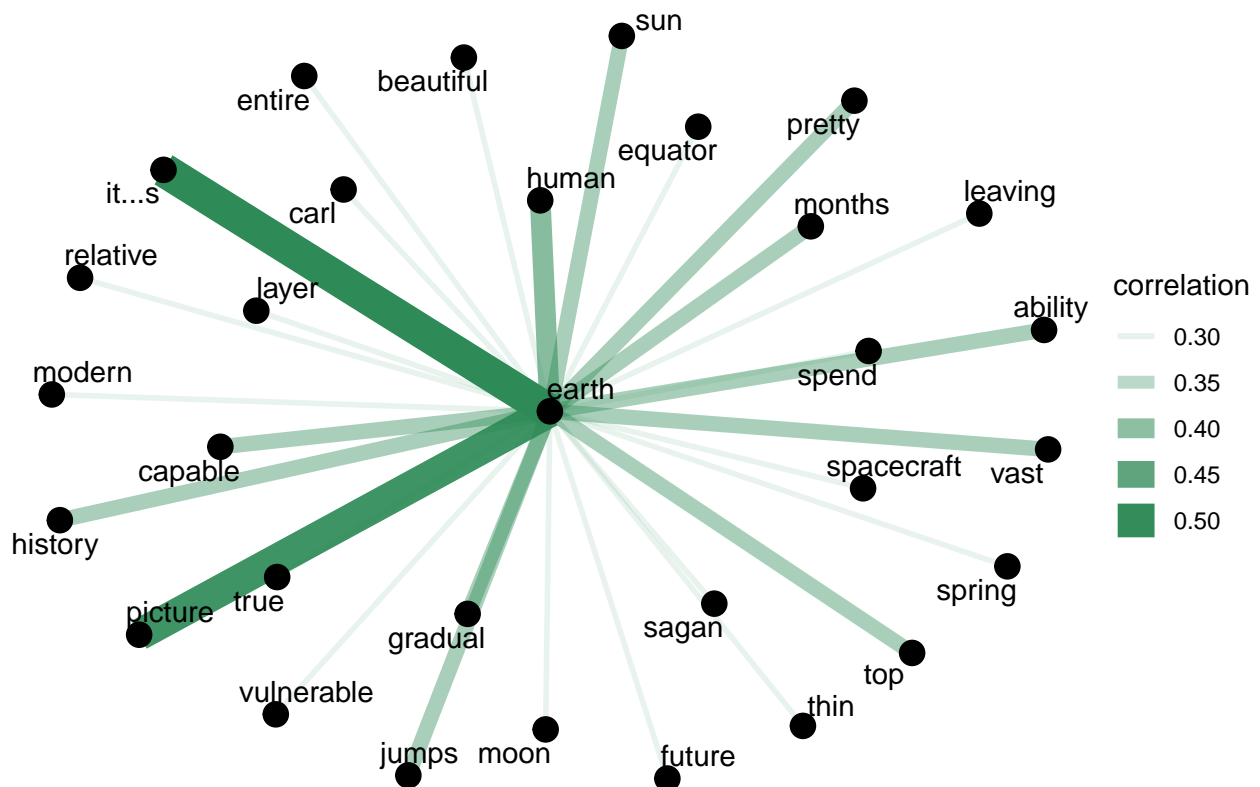 sun
beautiful
entire
pretty
equator
human
it...s
leaving
carl
months
relative
layer
correlation
ability
0.30
modern
spend
0.35
earth
0.40
capable
spacecraft
vast
0.45
0.50
history
picture
true
spring
gradual
sagan
top
vulnerable
thin
jumps
moon
future